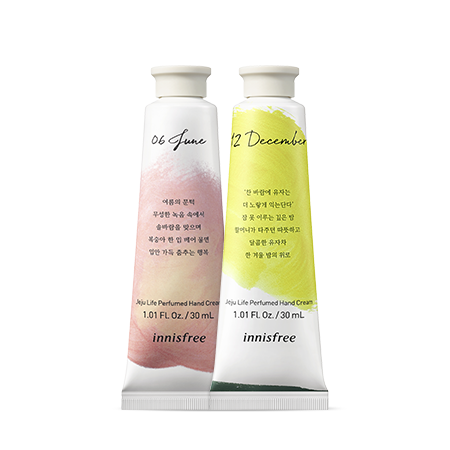 06 June
여름의 문턱
무성한 녹음 속에서
솔바람을 맞으며
복숭아 한 입 베어 물면
입안 가득 춤추는 행복
Jeju Life Perfumed Hand Cream
1.01 FL Oz. / 30 mL
innisfree
12 December
'찬 바람에 유자는
더 노랗게 익는단다'
잠 못 이루는 깊은 밤
할머니가 타주던 따뜻하고
달콤한 유자차
한 겨울 밤의 위로
Jeju Life Perfumed Hand Cream
1.01 FL Oz. / 30 mL
innisfree